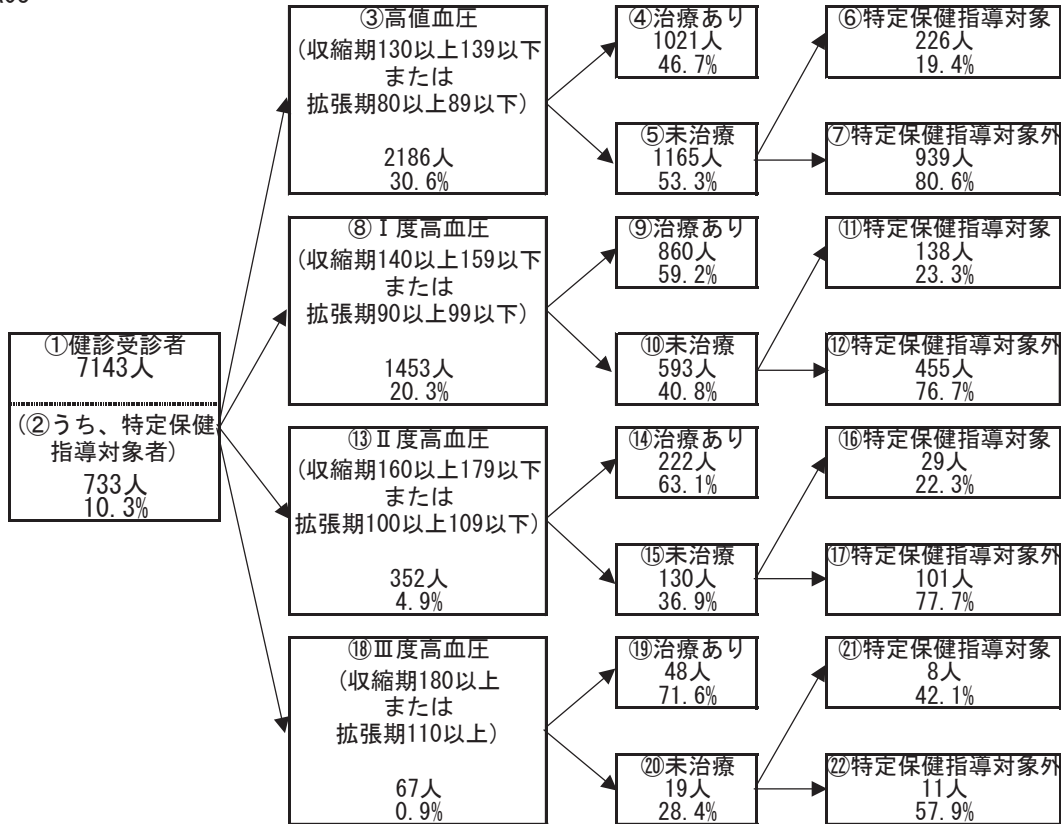 ①健診受診者
7143人
(②うち、特定保健
指導対象者)
733人
10.3%
③高値血圧
(収縮期130以上139以下
または
拡張期80以上89以下)
2186人
30.6%
④治療あり
1021人
46.7%
⑤未治療
1165人
53.3%
⑥特定保健指導対象
226人
19.4%
⑦特定保健指導対象外
939人
80.6%
⑧Ⅰ度高血圧
(収縮期140以上159以下
または
拡張期90以上99以下)
1453人
20.3%
⑨治療あり
860人
59.2%
⑩未治療
593人
40.8%
⑪特定保健指導対象
138人
23.3%
⑫特定保健指導対象外
455人
76.7%
⑬Ⅱ度高血圧
(収縮期160以上179以下
または
拡張期100以上109以下)
352人
4.9%
⑭治療あり
222人
63.1%
⑮未治療
130人
36.9%
⑯特定保健指導対象
29人
22.3%
⑰特定保健指導対象外
101人
77.7%
⑱Ⅲ度高血圧
(収縮期180以上
または
拡張期110以上)
67人
0.9%
⑲治療あり
48人
71.6%
⑳未治療
19人
28.4%
㉑特定保健指導対象
8人
42.1%
㉒特定保健指導対象外
11人
57.9%